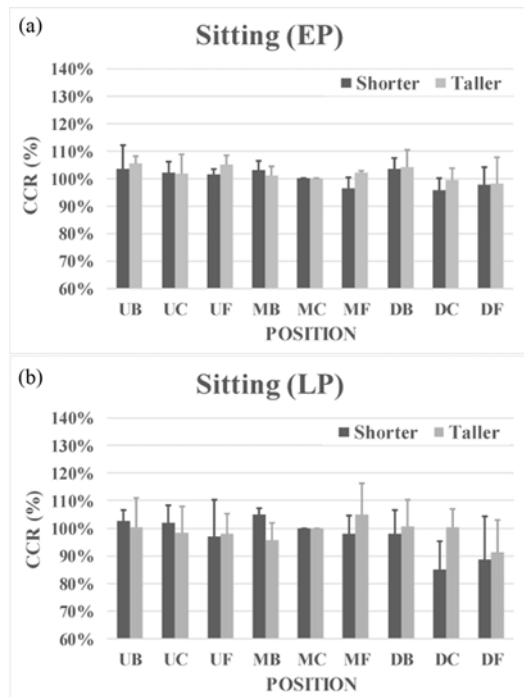 (a)
Sitting (EP)
140%
Shorter Taller
130%
120%
110%
100%
90%
80%
70%
60%
CCR (%)
UB UC UF MB MC MF DB DC DF
POSITION
(b)
Sitting (LP)
140%
Shorter Taller
130%
120%
110%
100%
90%
80%
70%
60%
CCR (%)
UB UC UF MB MC MF DB DC DF
POSITION